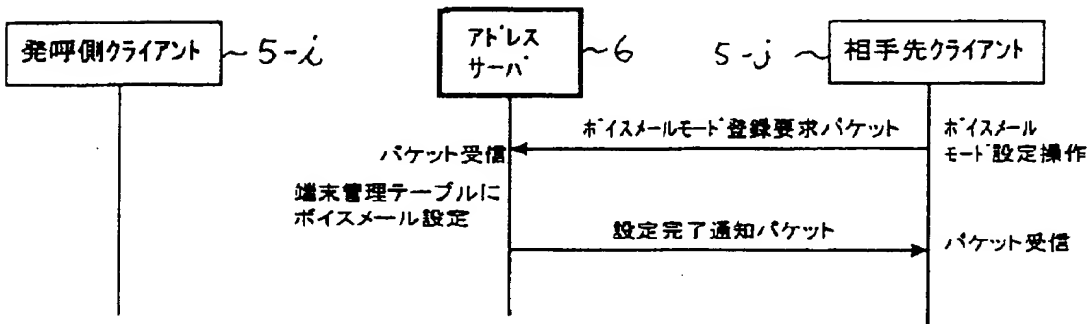 発呼側クライアント
5-i
アドレス
サーバ
6
5-j
相手先クライアント
ボイスメールモード登録要求パケット
ボイスメール
モード設定操作
パケット受信
端末管理テーブルに
ボイスメール設定
設定完了通知パケット
パケット受信